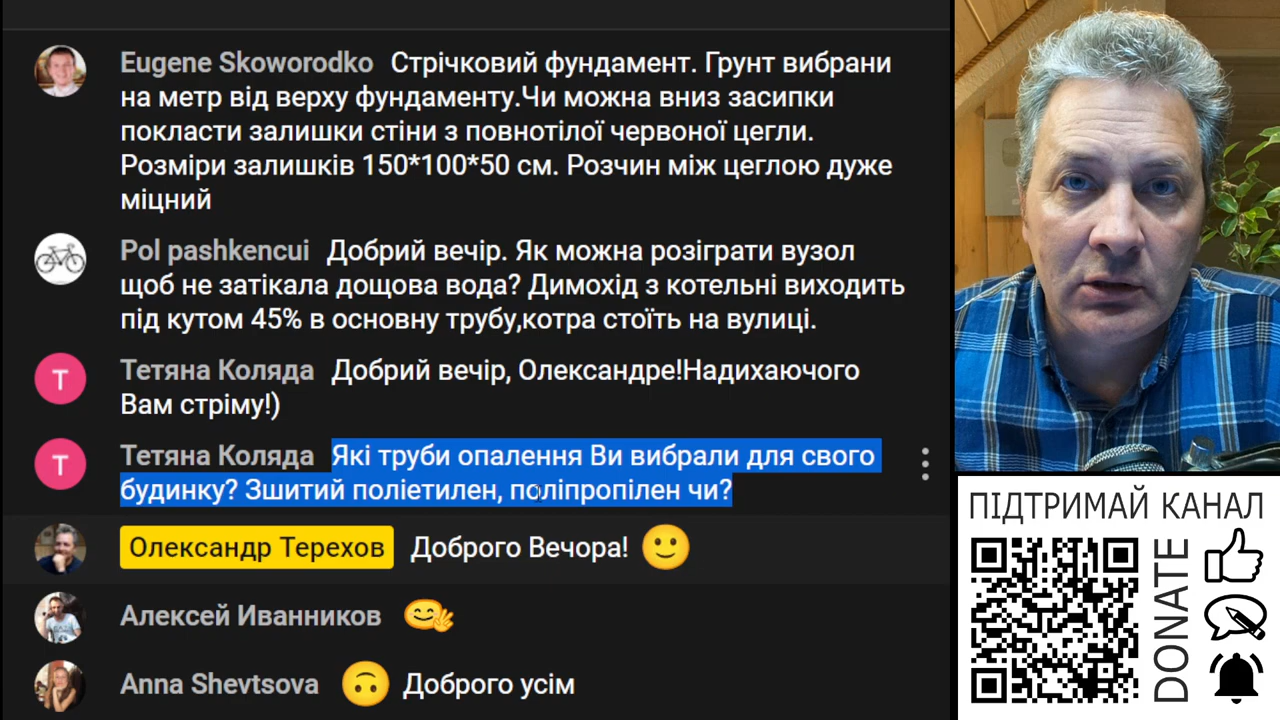 Eugene Skoworodko Стрічковий фундамент. Грунт вибрани
на метр від верху фундаменту.Чи можна вниз засипки
покласти залишки стіни з повнотілої червоної цегли.
Розміри залишків 150*100*50 см. Розчин між цеглою дуже
міцний
Pol pashkencui Добрий вечір. Як можна розіграти вузол
щоб не затікала дощова вода? Димохід з котельні виходить
під кутом 45% в основну трубу,котра стоїть на вулиці.
Т
Тетяна Коляда Добрий вечір, Олександре!Надихаючого
Вам стріму!)
Т
Тетяна Коляда Які труби опалення Ви вибрали для свого
будинку? Зшитий поліетилен, поліпропілен чи?
Олександр Терехов Доброго Вечора! 🙂
Алексей Иванников
Anna Shevtsova 🙃 Доброго усім
ПІДТРИМАЙ КАНАЛ
DONATE